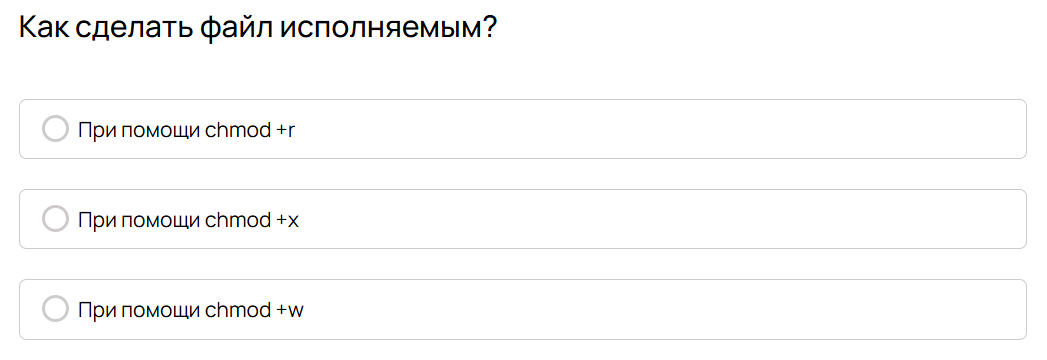 Как сделать файл исполняемым?
При помощи chmod +r
При помощи chmod +x
При помощи chmod +w